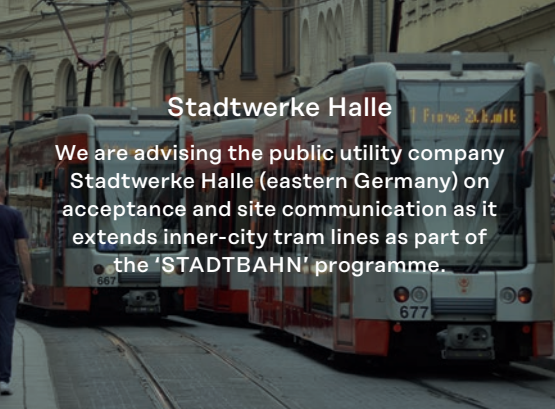 Stadtwerke Halle
We are advising the public utility company
Stadtwerke Halle (eastern Germany) on
acceptance and site communication as it
extends inner-city tram lines as part of
the ‘STADTBAHN’ programme.
667
677